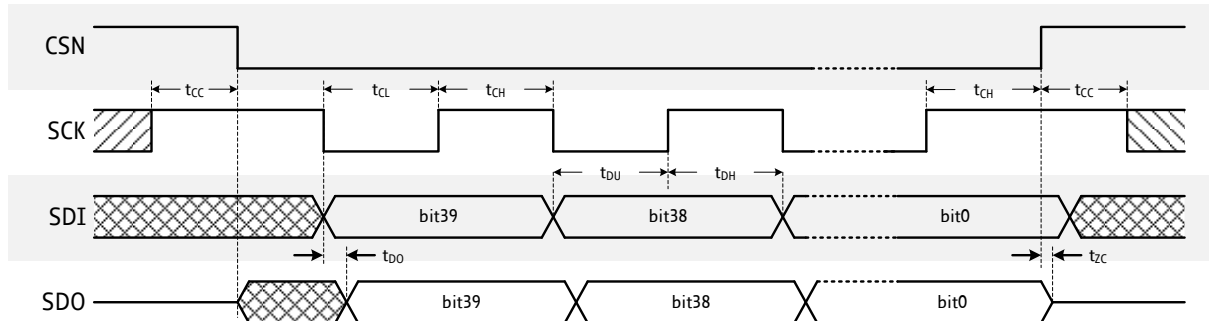 CSN
tCC tCL tCH tCH tCC
SCK
tDU tDH
SDI bit39 bit38 bit0
tDO tZC
SDO bit39 bit38 bit0